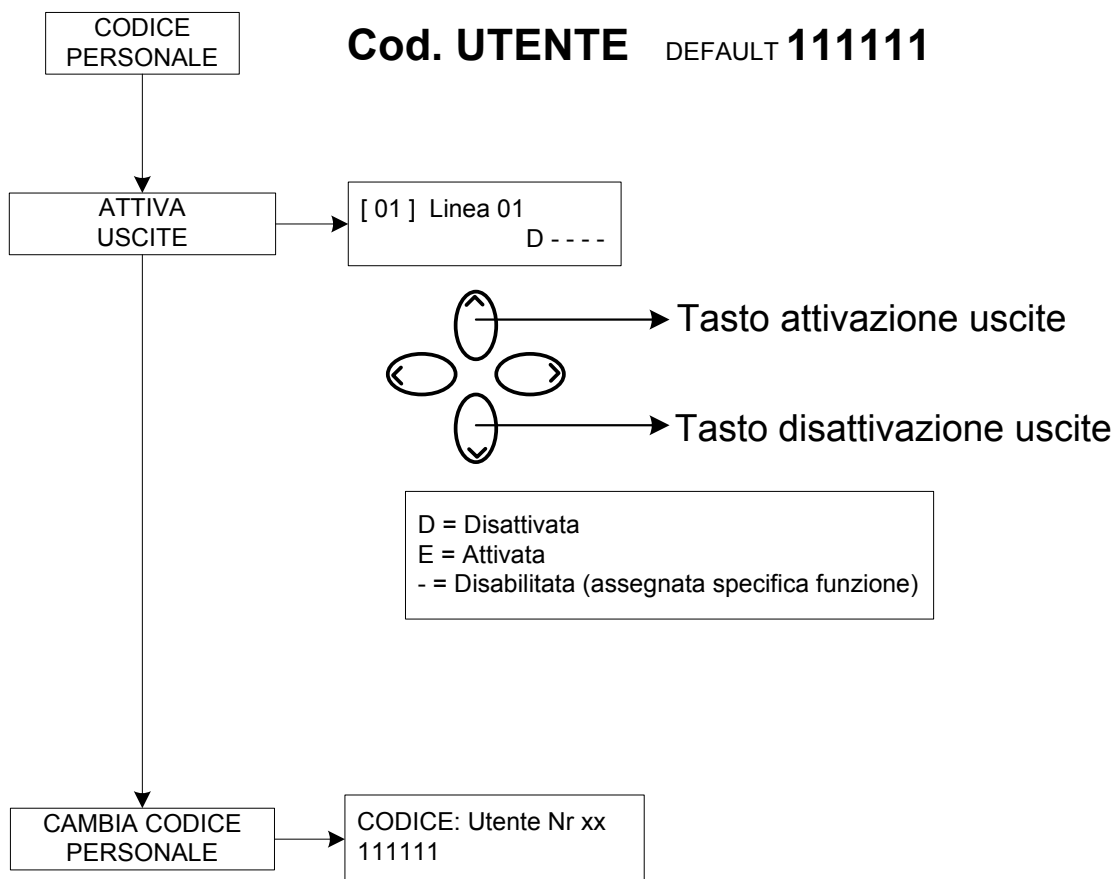 CODICE
PERSONALE
Cod. UTENTE DEFAULT 111111
ATTIVA
USCITE
[ 01 ] Linea 01
D - - - -
Tasto attivazione uscite
Tasto disattivazione uscite
D = Disattivata
E = Attivata
- = Disabilitata (assegnata specifica funzione)
CAMBIA CODICE
PERSONALE
CODICE: Utente Nr xx
111111